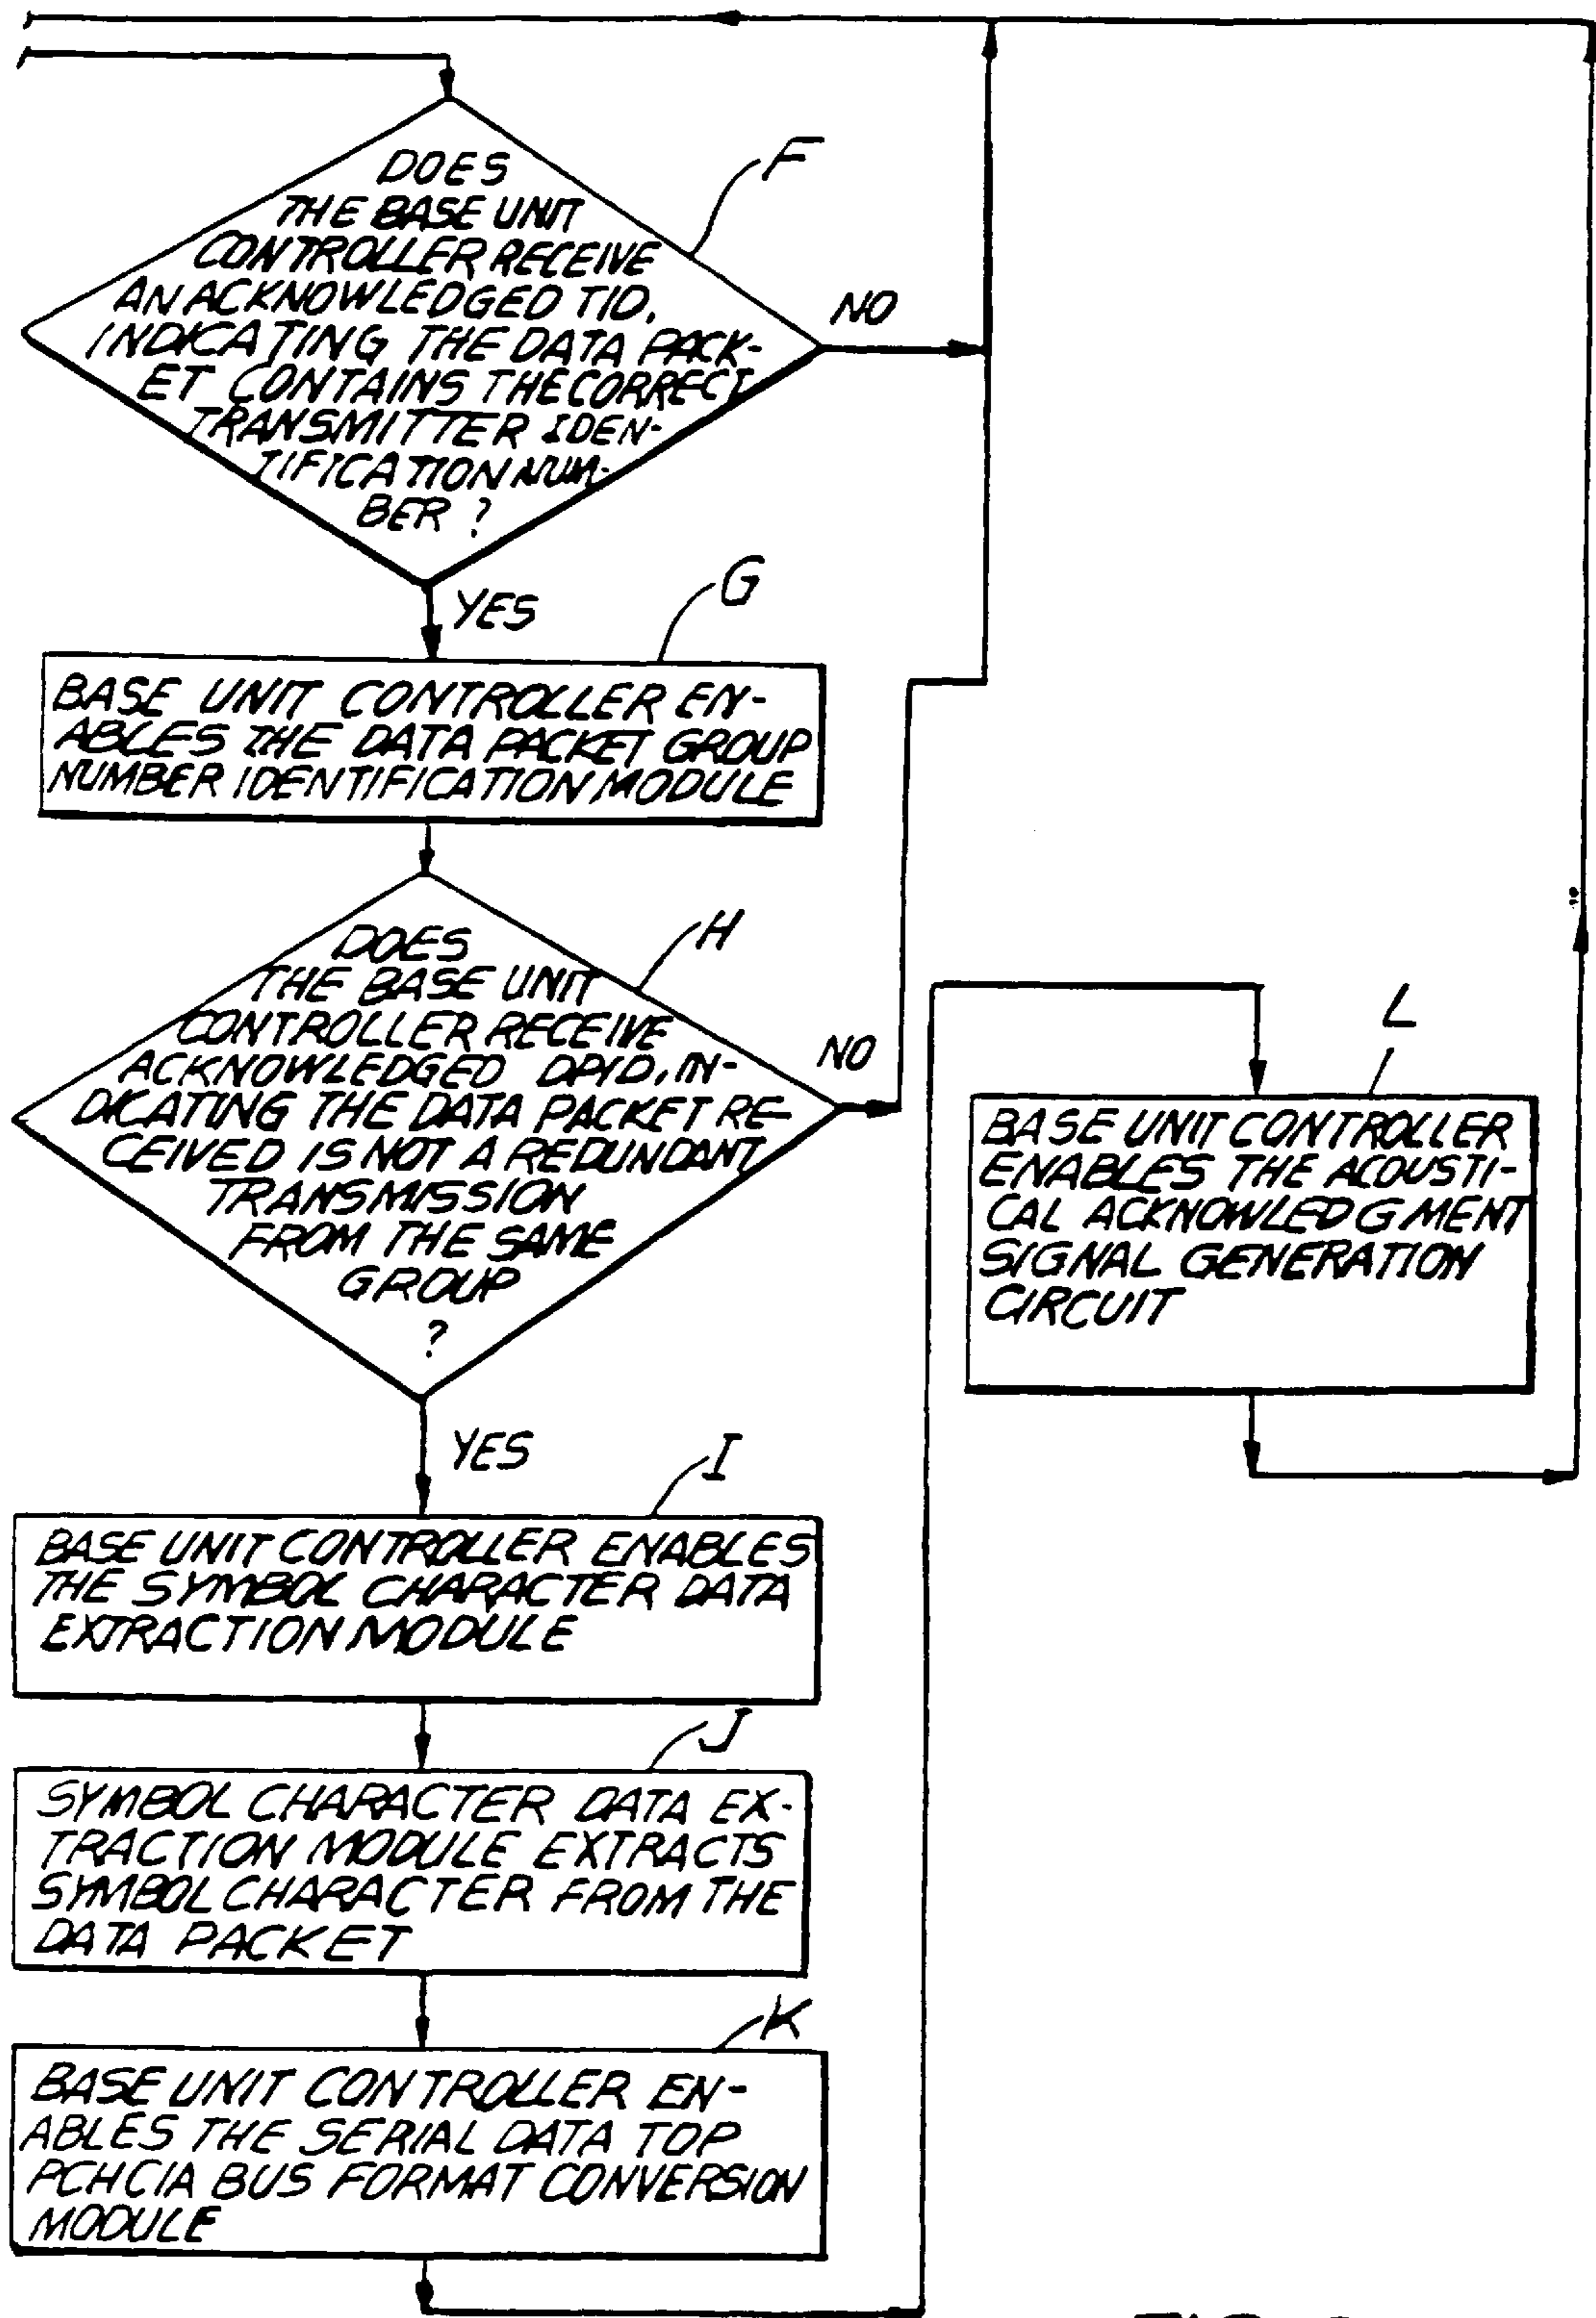 DOES
THE BASE UNIT
CONTROLLER RECEIVE
AN ACKNOWLEDGED TID,
INDICATING THE DATA PACK-
ET CONTAINS THE CORRECT
TRANSMITTER IDEN-
TIFICATION NUM-
BER ?
F
NO
YES
G
BASE UNIT CONTROLLER EN-
ABLES THE DATA PACKET GROUP
NUMBER IDENTIFICATION MODULE
H
DOES
THE BASE UNIT
CONTROLLER RECEIVE
ACKNOWLEDGED DPID, IN-
DICATING THE DATA PACKET RE-
CEIVED IS NOT A REDUNDANT
TRANSMISSION
FROM THE SAME
GROUP
?
NO
YES
I
BASE UNIT CONTROLLER ENABLES
THE SYMBOL CHARACTER DATA
EXTRACTION MODULE
J
SYMBOL CHARACTER DATA EX-
TRACTION MODULE EXTRACTS
SYMBOL CHARACTER FROM THE
DATA PACKET
K
BASE UNIT CONTROLLER EN-
ABLES THE SERIAL DATA TOP
PCHCIA BUS FORMAT CONVERSION
MODULE
L
BASE UNIT CONTROLLER
ENABLES THE ACOUSTI-
CAL ACKNOWLEDGMENT
SIGNAL GENERATION
CIRCUIT